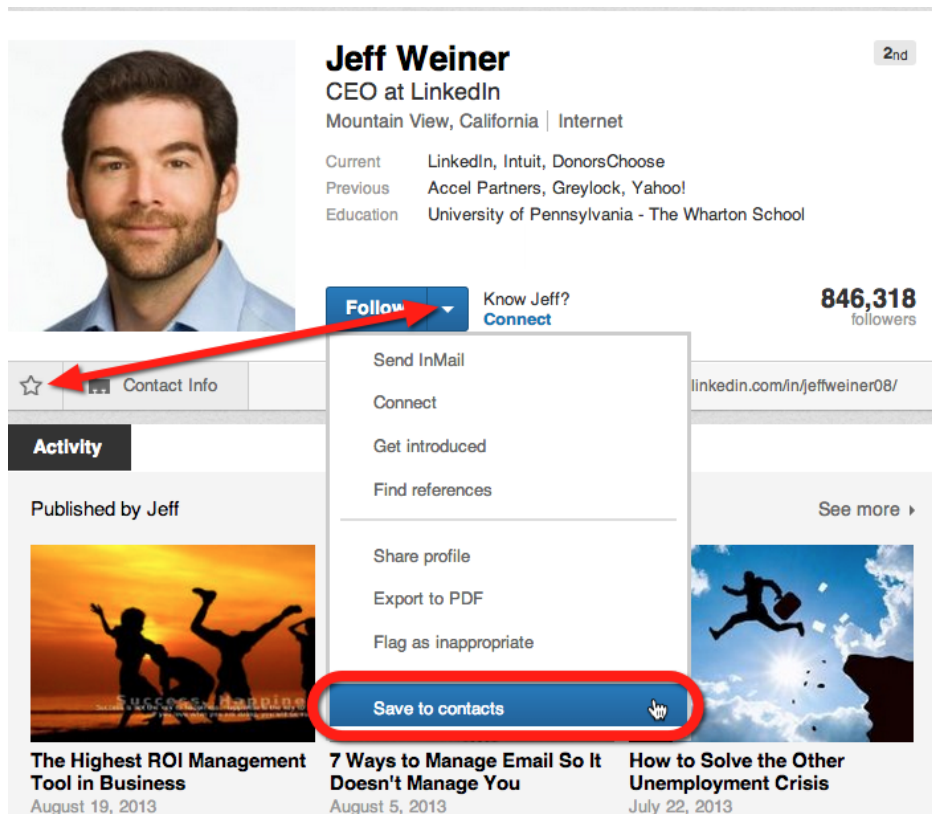 Jeff Weiner
2nd
CEO at LinkedIn
Mountain View, California | Internet
Current LinkedIn, Intuit, DonorsChoose
Previous Accel Partners, Greylock, Yahoo!
Education University of Pennsylvania - The Wharton School
Follow
Know Jeff?
Connect
846,318
followers
Contact Info
linkedin.com/in/jeffweiner08/
Send InMail
Connect
Get introduced
Find references
Share profile
Export to PDF
Flag as inappropriate
Save to contacts
Activity
Published by Jeff
See more
Success, Happine
The Highest ROI Management
Tool in Business
August 19, 2013
7 Ways to Manage Email So It
Doesn't Manage You
August 5, 2013
How to Solve the Other
Unemployment Crisis
July 22, 2013